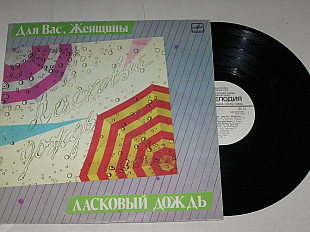 Для Вас, Женщины
Ласковый
дождь
ЛАСКОВЫЙ ДОЖДЬ
МЕЛОДИЯ